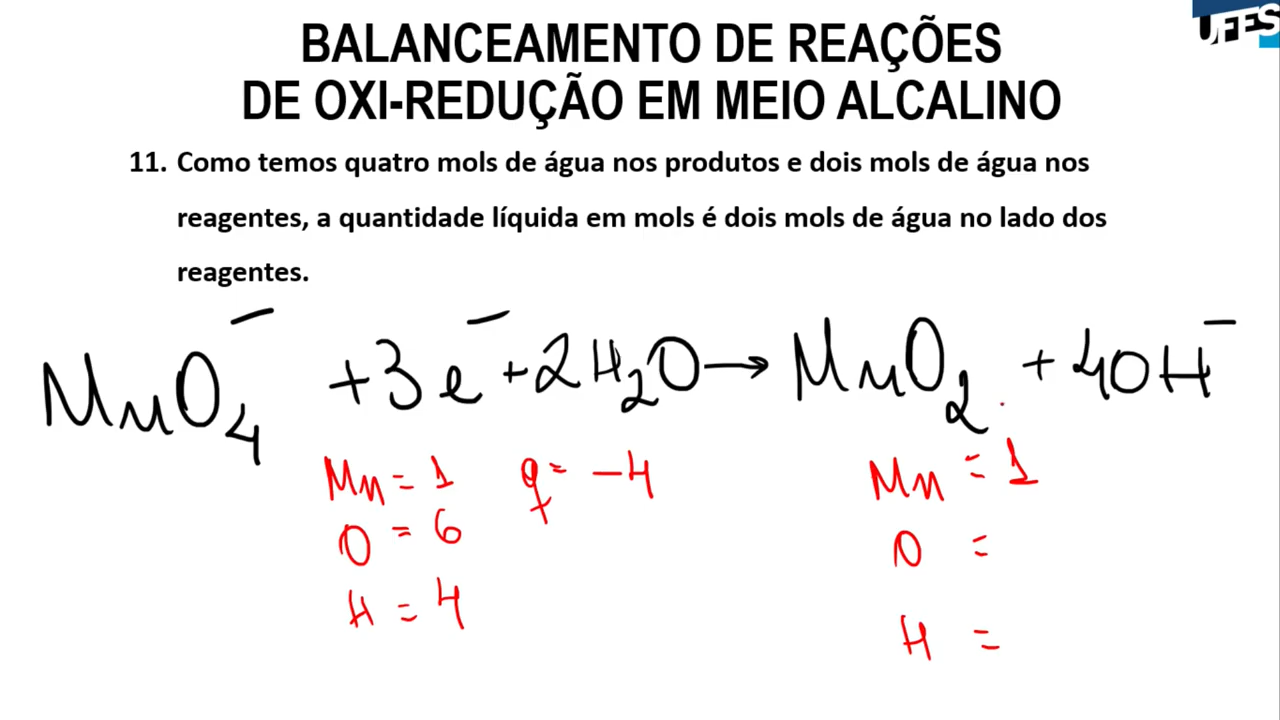 UFES
BALANCEAMENTO DE REAÇÕES
DE OXI-REDUÇÃO EM MEIO ALCALINO
11. Como temos quatro mols de água nos produtos e dois mols de água nos
reagentes, a quantidade líquida em mols é dois mols de água no lado dos
reagentes.
MnO₄⁻ + 3e⁻ + 2H₂O → MnO₂ + 4OH⁻
Mn = 1 q = -4 Mn = 1
O = 6 O =
H = 4 H =